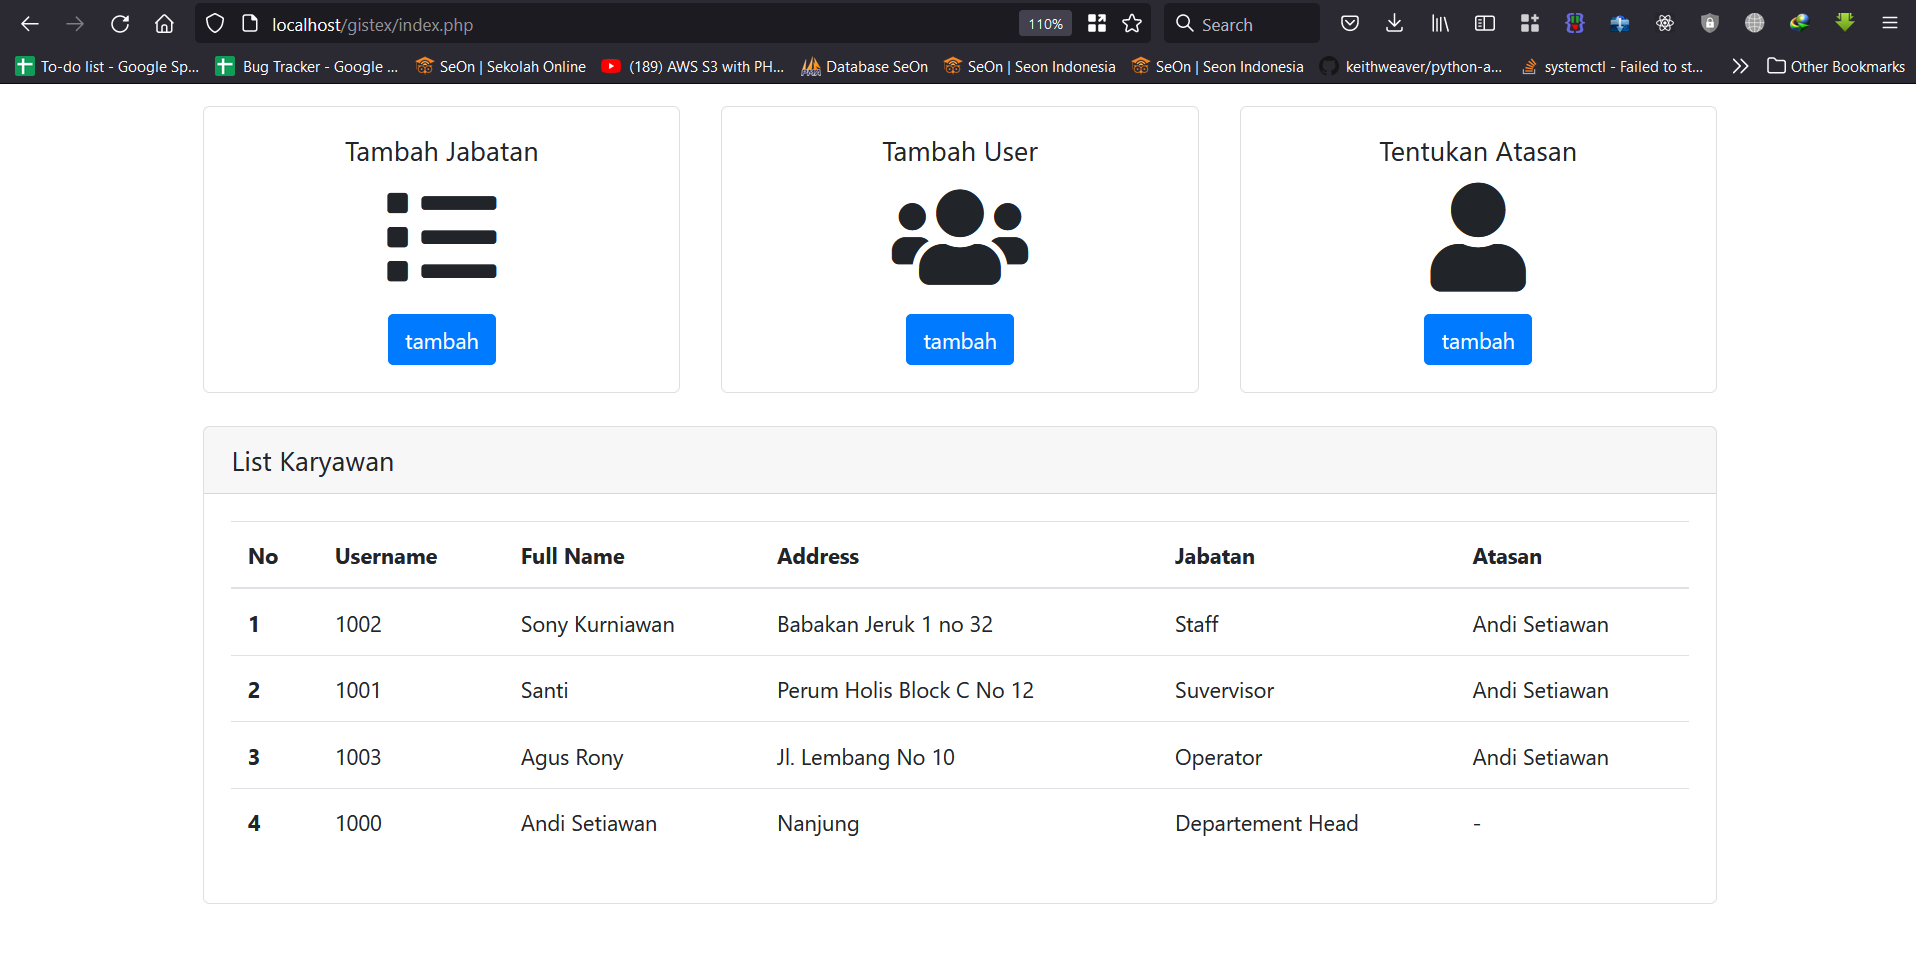 localhost/gistex/index.php 110% Search
To-do list - Google Sp... Bug Tracker - Google ... SeOn | Sekolah Online (189) AWS S3 with PH... Database SeOn SeOn | Seon Indonesia SeOn | Seon Indonesia keithweaver/python-a... systemctl - Failed to st... Other Bookmarks
Tambah Jabatan Tambah User Tentukan Atasan
tambah tambah tambah
List Karyawan
No Username Full Name Address Jabatan Atasan
1 1002 Sony Kurniawan Babakan Jeruk 1 no 32 Staff Andi Setiawan
2 1001 Santi Perum Holis Block C No 12 Suvervisor Andi Setiawan
3 1003 Agus Rony Jl. Lembang No 10 Operator Andi Setiawan
4 1000 Andi Setiawan Nanjung Departement Head -